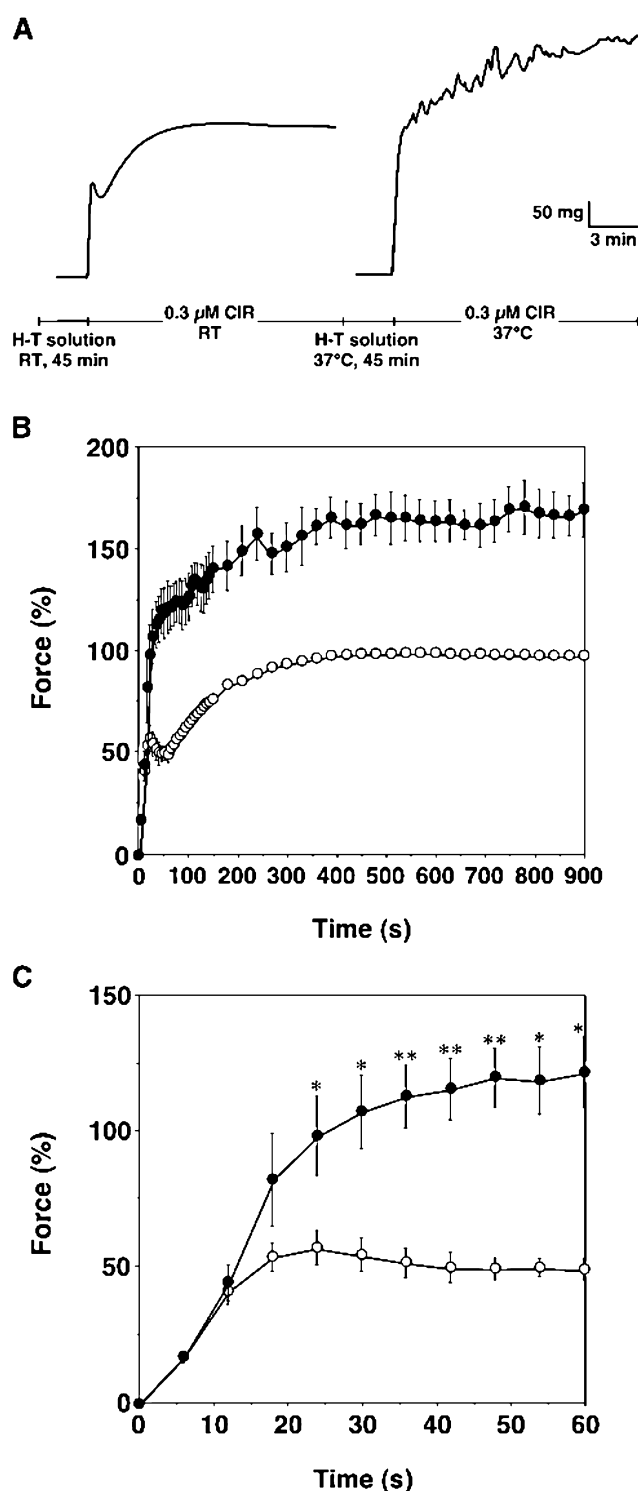 A
50 mg
3 min
0.3 µM CIR
RT
0.3 µM CIR
37°C
H-T solution
RT, 45 min
H-T solution
37°C, 45 min
B
200
150
100
50
0
Force (%)
0 100 200 300 400 500 600 700 800 900
Time (s)
C
150
100
50
0
Force (%)
* * ** ** ** * *
0 10 20 30 40 50 60
Time (s)